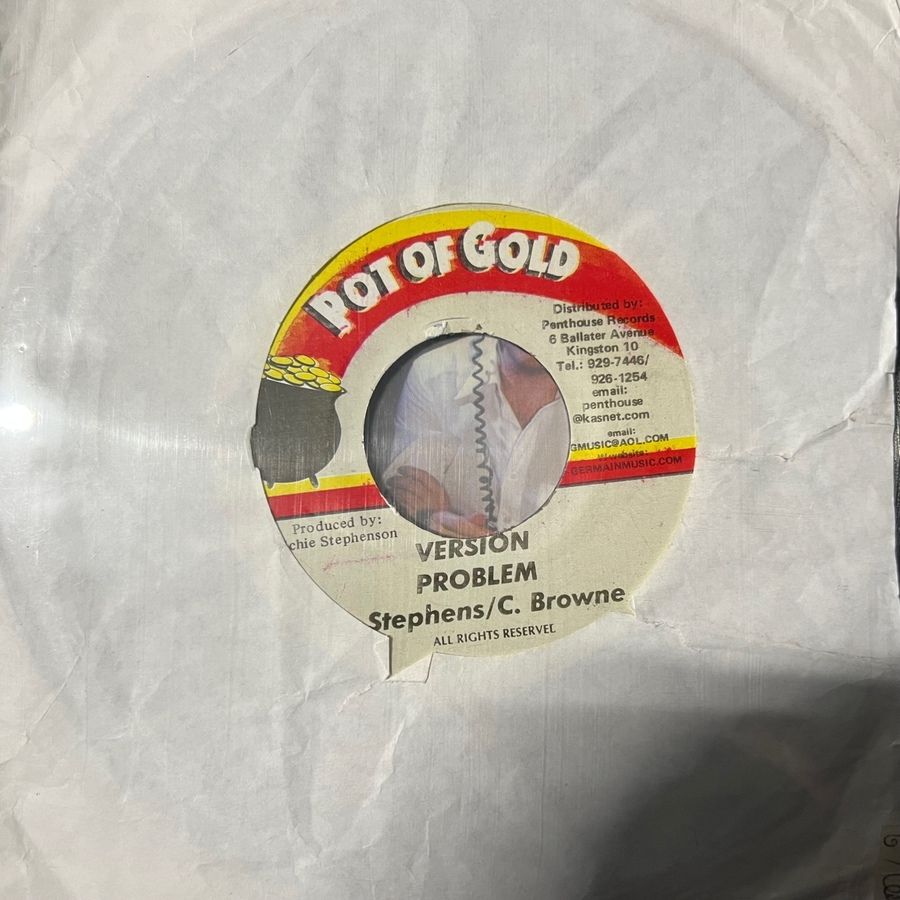 POT OF GOLD
Distributed by:
Penthouse Records
6 Ballater Avenue
Kingston 10
Tel.: 929-7446/
926-1254
email:
penthouse
@kasnet.com
email:
GMUSIC@AOL.COM
website:
GERMAINMUSIC.COM
Produced by:
chie Stephenson
VERSION
PROBLEM
Stephens/C. Browne
ALL RIGHTS RESERVED